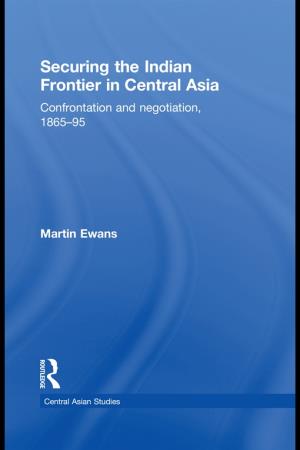 Securing the Indian
Frontier in Central Asia
Confrontation and negotiation,
1865–95
Martin Ewans
ROUTLEDGE
Central Asian Studies